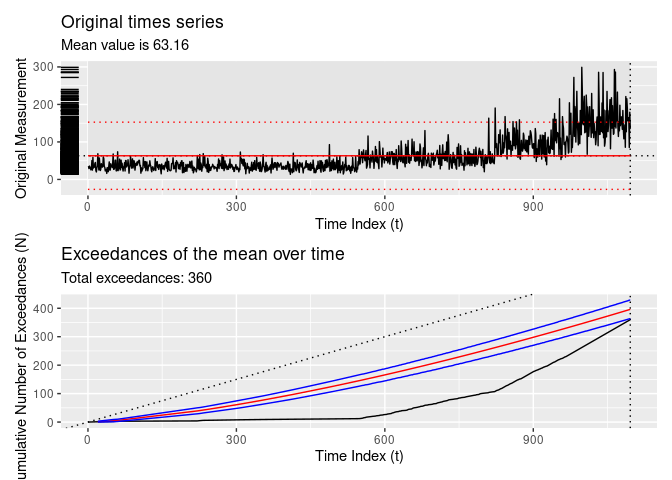 Original times series
Mean value is 63.16
Original Measurement
300
200
100
0
0
300
600
900
Time Index (t)
Exceedances of the mean over time
Total exceedances: 360
umulative Number of Exceedances (N)
400
300
200
100
0
0
300
600
900
Time Index (t)